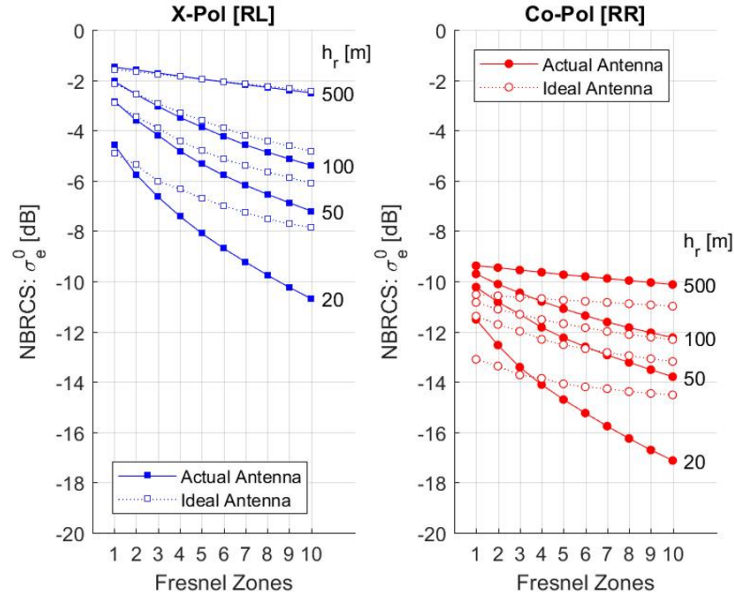 X-Pol [RL]
0
-2
-4
-6
-8
-10
-12
-14
-16
-18
-20
NBRCS: σe0 [dB]
hr [m]
500
100
50
20
Actual Antenna
Ideal Antenna
1 2 3 4 5 6 7 8 9 10
Fresnel Zones
Co-Pol [RR]
0
-2
-4
-6
-8
-10
-12
-14
-16
-18
-20
NBRCS: σe0 [dB]
Actual Antenna
Ideal Antenna
hr [m]
500
100
50
20
1 2 3 4 5 6 7 8 9 10
Fresnel Zones